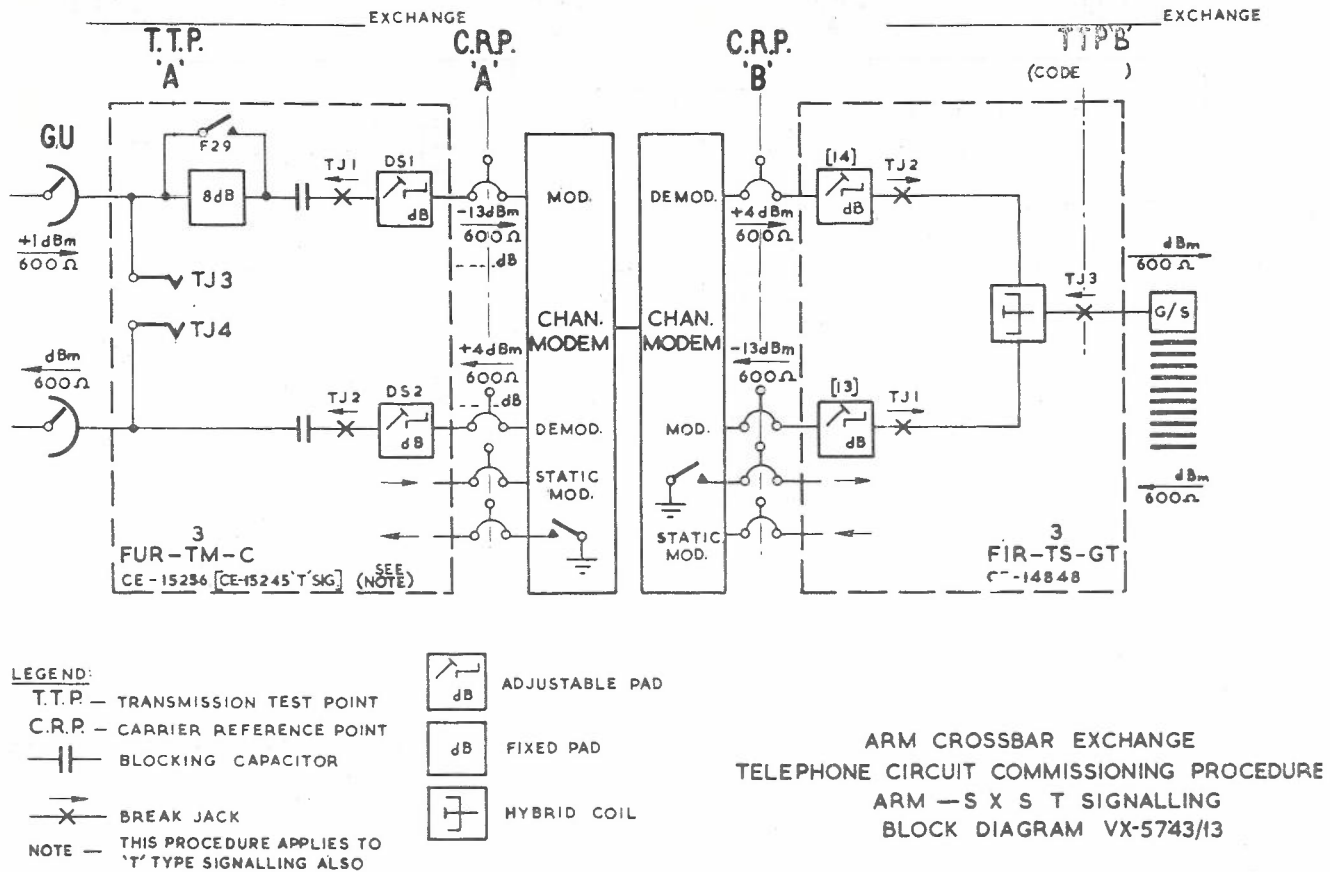 EXCHANGE
EXCHANGE
T.T.P.
'A'
C.R.P.
'A'
C.R.P.
'B'
T T P 'B'
(CODE )
GU
F29
8dB
TJ1
DS1
dB
MOD.
DEMOD.
[14]
dB
TJ2
+1dBm
600Ω
-13dBm
600Ω
dB
+4dBm
600Ω
TJ3
TJ4
dBm
600Ω
TJ3
G/S
CHAN.
MODEM
CHAN.
MODEM
dBm
600Ω
+4dBm
600Ω
dB
-13dBm
600Ω
TJ2
DS2
dB
DEMOD.
MOD.
[13]
dB
TJ1
STATIC
MOD.
STATIC
MOD.
dBm
600Ω
3
FUR-TM-C
CE-15236 [CE-15245 'T' SIG] (SEE NOTE)
3
FIR-TS-GT
-14848
LEGEND:
T.T.P. — TRANSMISSION TEST POINT
C.R.P. — CARRIER REFERENCE POINT
BLOCKING CAPACITOR
BREAK JACK
NOTE — THIS PROCEDURE APPLIES TO
'T' TYPE SIGNALLING ALSO
dB
ADJUSTABLE PAD
dB
FIXED PAD
HYBRID COIL
ARM CROSSBAR EXCHANGE
TELEPHONE CIRCUIT COMMISSIONING PROCEDURE
ARM — S X S T SIGNALLING
BLOCK DIAGRAM VX-5743/13